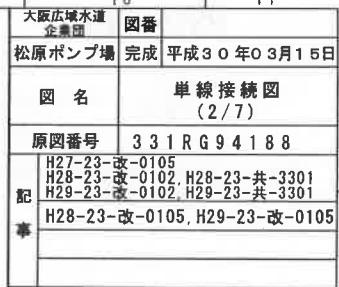 大阪広域水道
企業団
図番
松原ポンプ場 完成 平成30年03月15日
図 名
単線接続図
(2/7)
原図番号 331RG94188
記事
H27-23-改-0105
H28-23-改-0102, H28-23-共-3301
H29-23-改-0102, H29-23-共-3301
H28-23-改-0105, H29-23-改-0105